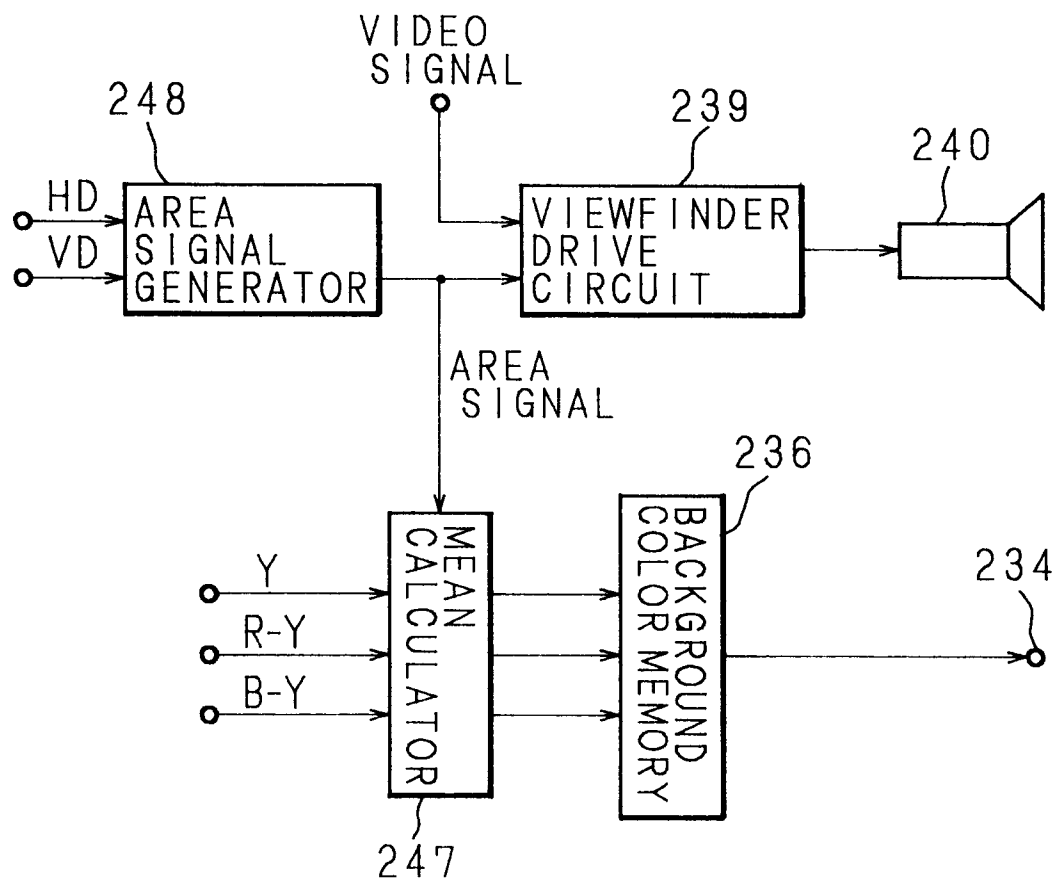 VIDEO
SIGNAL
248
239
240
HD
VD
AREA
SIGNAL
GENERATOR
VIEWFINDER
DRIVE
CIRCUIT
AREA
SIGNAL
236
Y
R-Y
B-Y
MEAN
CALCULATOR
BACKGROUND
COLOR MEMORY
234
247